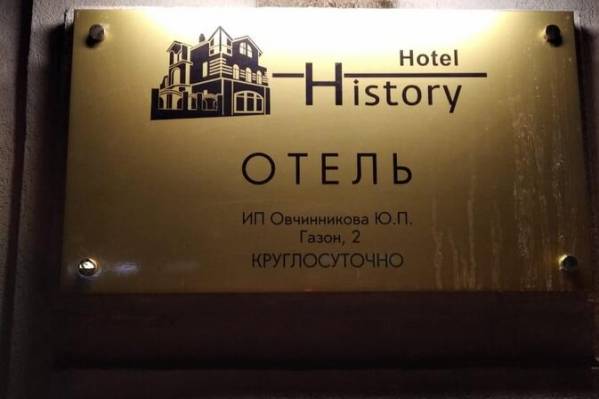 Hotel
History
ОТЕЛЬ
ИП Овчинникова Ю.П.
Газон, 2
КРУГЛОСУТОЧНО